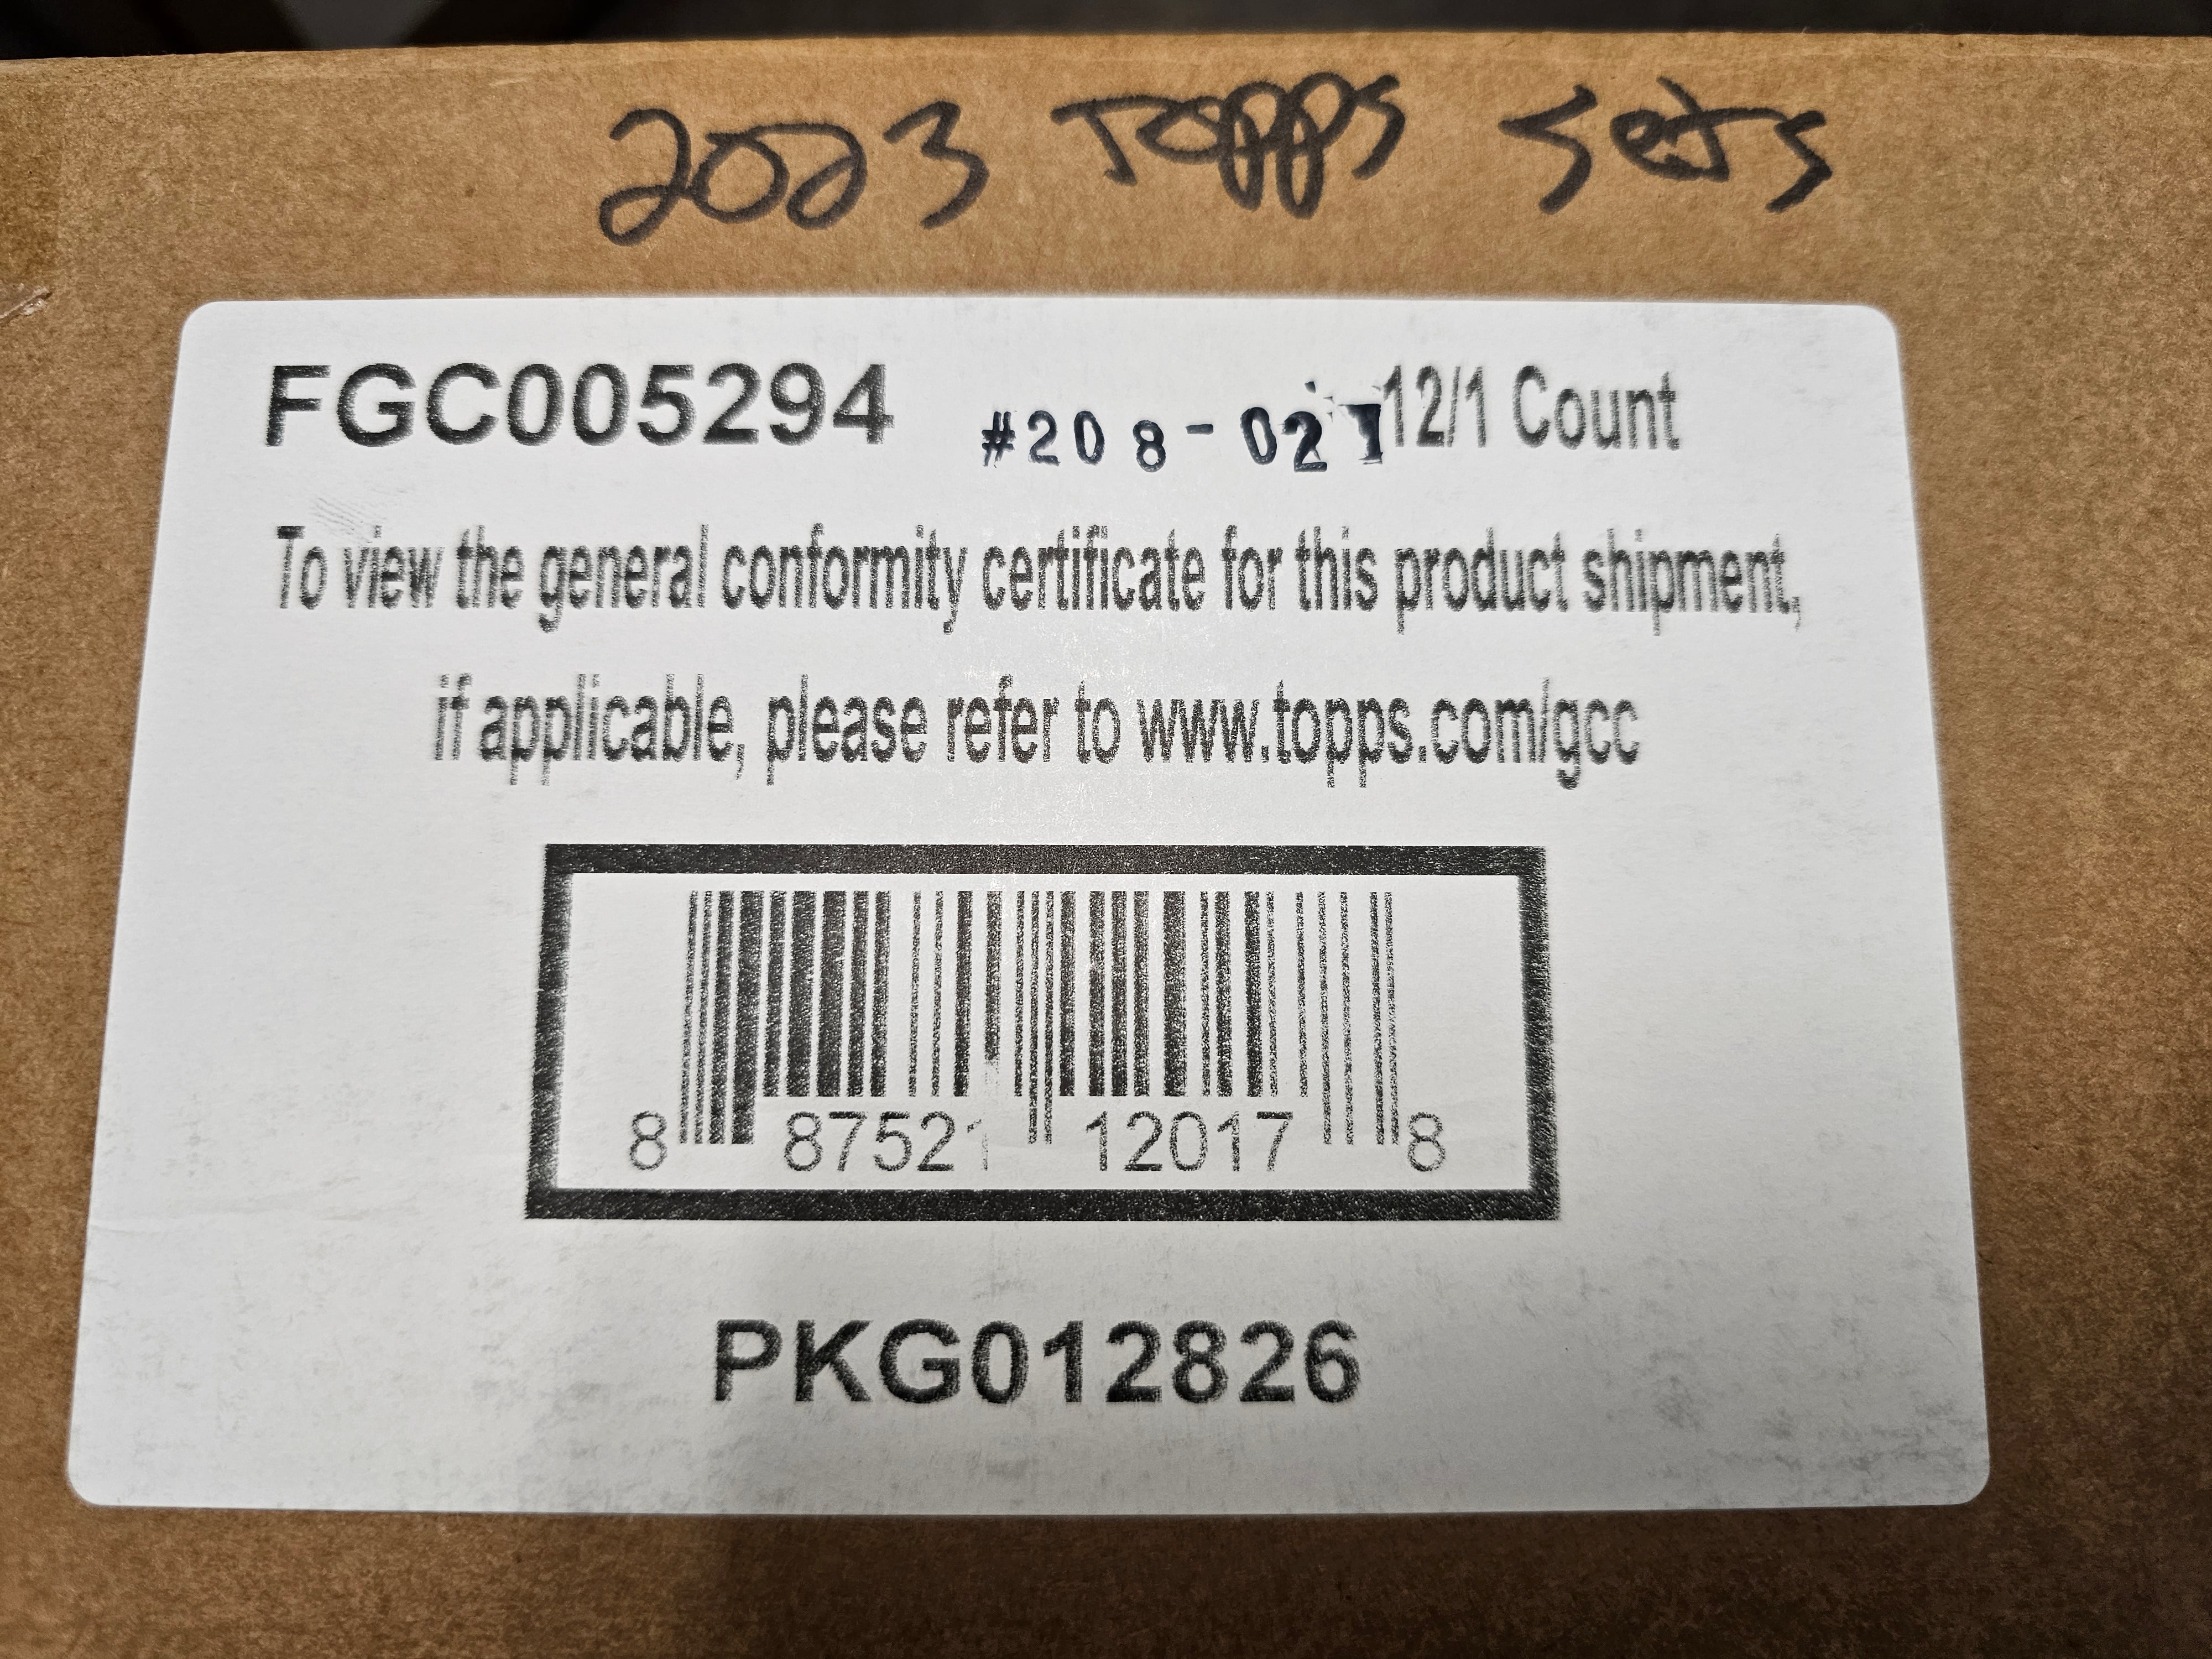 2023 Topps Sets
FGC005294 #208-021 12/1 Count
To view the general conformity certificate for this product shipment,
if applicable, please refer to www.topps.com/gcc
8 87521 12017 8
PKG012826